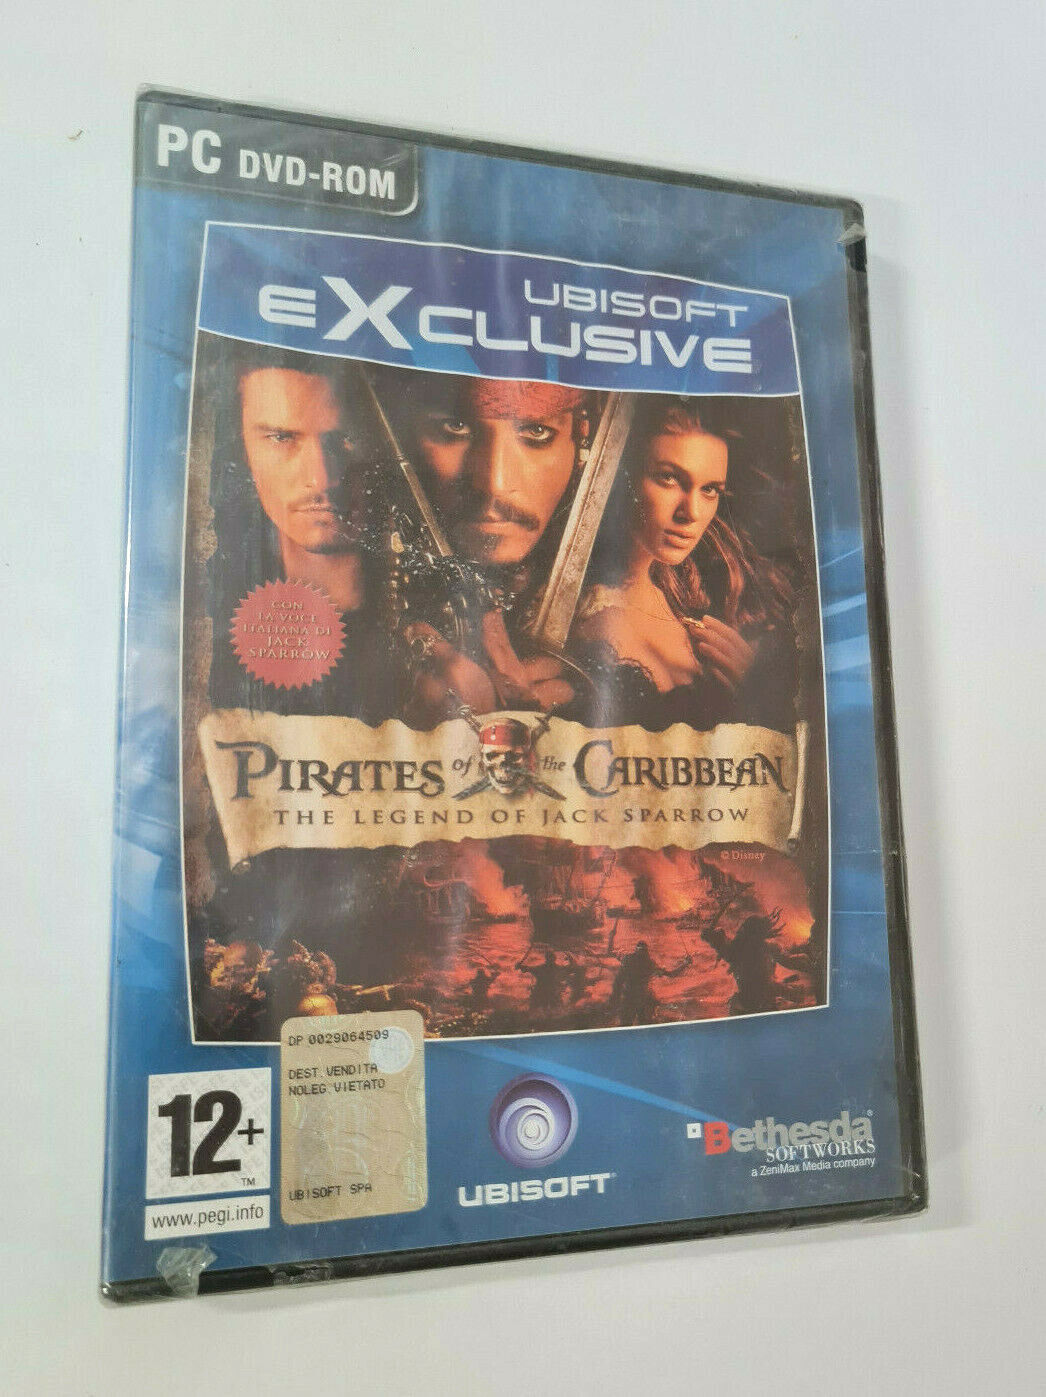 PC DVD-ROM
UBISOFT
eXCLUSIVE
CON
LA VOCE
ITALIANA DI
JACK
SPARROW
PIRATES of the CARIBBEAN
THE LEGEND OF JACK SPARROW
© Disney
DP 0029064509
DEST. VENDITA
NOLEG. VIETATO
UBISOFT SPA
12+
TM
www.pegi.info
UBISOFT
Bethesda®
SOFTWORKS
a ZeniMax Media company